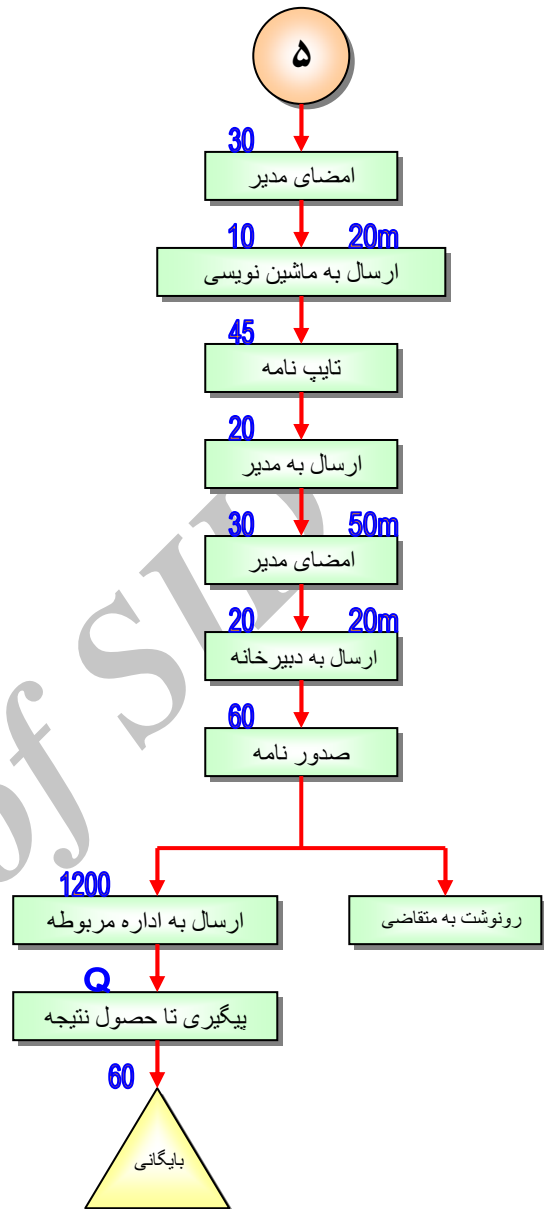 ۵
30
امضای مدیر
10 20m
ارسال به ماشین نویسی
45
تایپ نامه
20
ارسال به مدیر
30 50m
امضای مدیر
20 20m
ارسال به دبیرخانه
60
صدور نامه
1200
ارسال به اداره مربوطه
رونوشت به متقاضی
Q
پیگیری تا حصول نتیجه
60
بایگانی
of SID